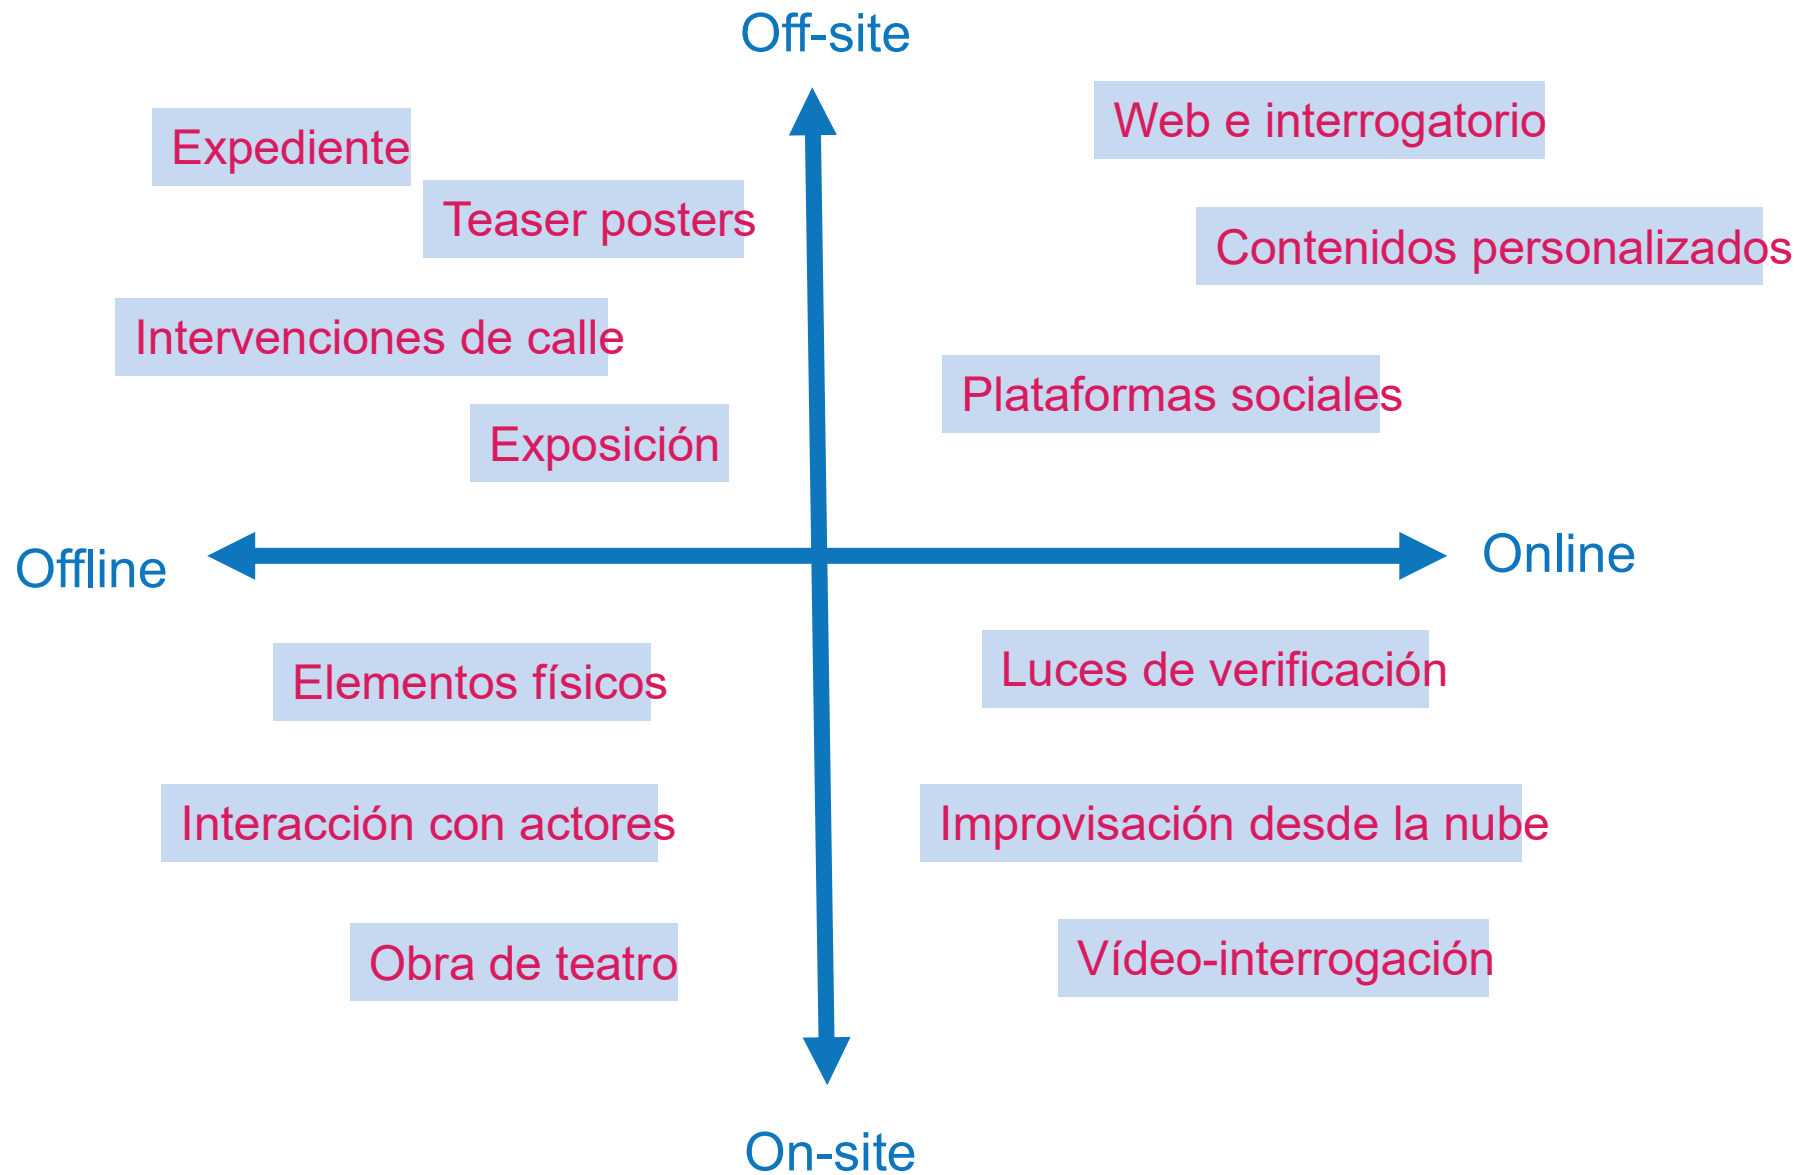 Off-site
Web e interrogatorio
Expediente
Teaser posters
Contenidos personalizados
Intervenciones de calle
Plataformas sociales
Exposición
Offline
Online
Elementos físicos
Luces de verificación
Interacción con actores
Improvisación desde la nube
Obra de teatro
Vídeo-interrogación
On-site